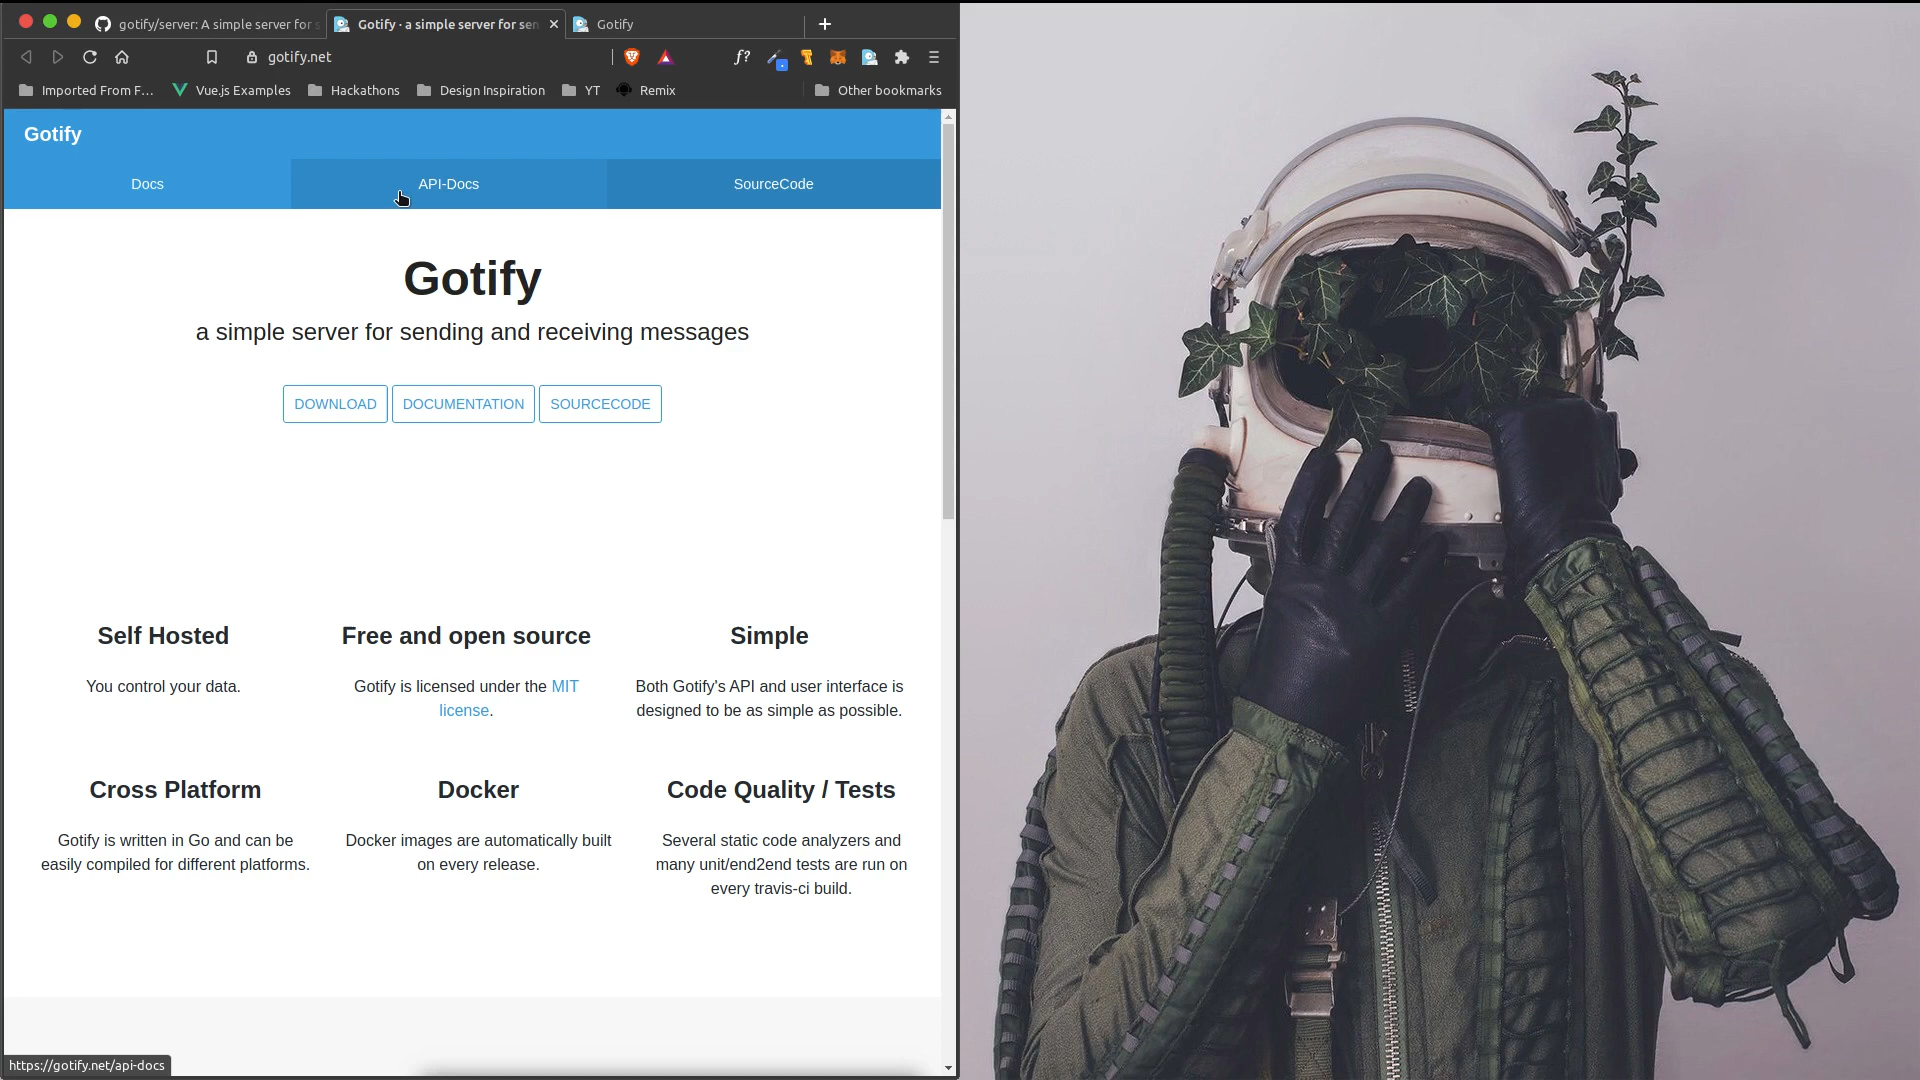 gotify/server: A simple server for s
Gotify · a simple server for sen
Gotify
gotify.net
f?
Imported From F...
Vue.js Examples
Hackathons
Design Inspiration
YT
Remix
Other bookmarks
Gotify
Docs
API-Docs
SourceCode
Gotify
a simple server for sending and receiving messages
DOWNLOAD
DOCUMENTATION
SOURCECODE
Self Hosted
You control your data.
Free and open source
Gotify is licensed under the MIT
license.
Simple
Both Gotify's API and user interface is
designed to be as simple as possible.
Cross Platform
Gotify is written in Go and can be
easily compiled for different platforms.
Docker
Docker images are automatically built
on every release.
Code Quality / Tests
Several static code analyzers and
many unit/end2end tests are run on
every travis-ci build.
https://gotify.net/api-docs